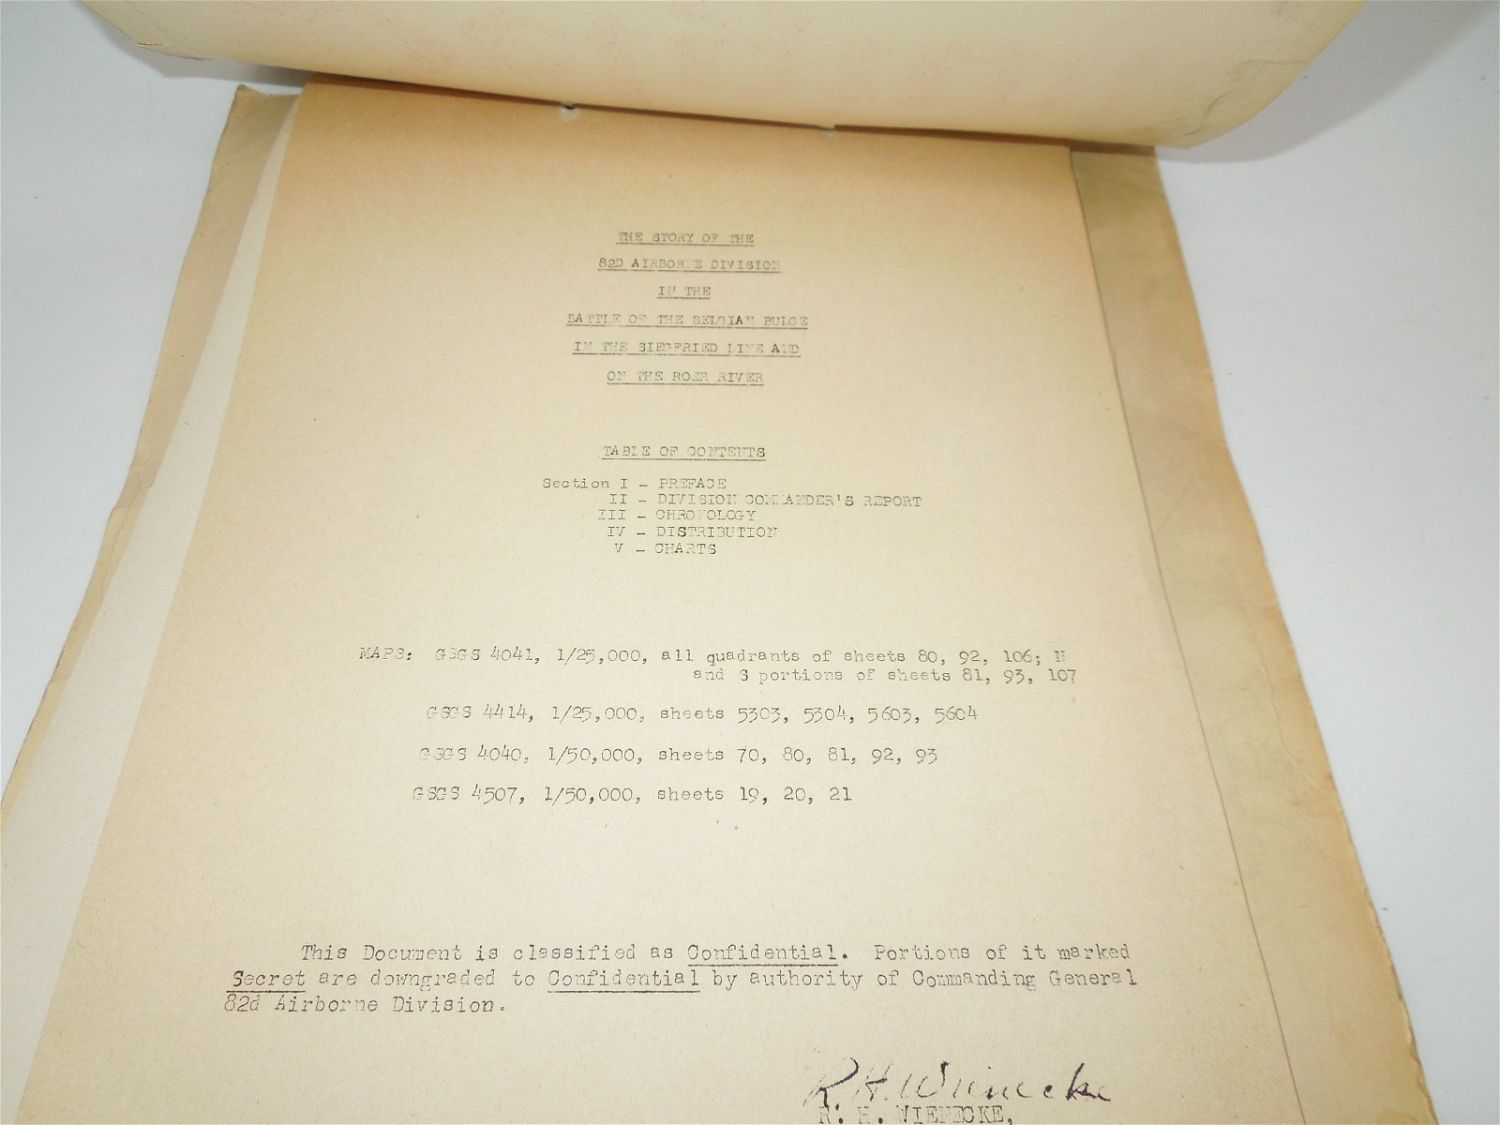 THE STORY OF THE
82D AIRBORNE DIVISION
IN THE
BATTLE OF THE BELGIAN BULGE
IN THE SIEGFRIED LINE AND
ON THE ROER RIVER
TABLE OF CONTENTS
Section I – PREFACE
II – DIVISION COMMANDER'S REPORT
III – CHRONOLOGY
IV – DISTRIBUTION
V – CHARTS
MAPS: GSGS 4041, 1/25,000, all quadrants of sheets 80, 92, 106; N
and S portions of sheets 81, 93, 107
GSGS 4414, 1/25,000, sheets 5303, 5304, 5603, 5604
GSGS 4040, 1/50,000, sheets 70, 80, 81, 92, 93
GSGS 4507, 1/50,000, sheets 19, 20, 21
This Document is classified as Confidential. Portions of it marked
Secret are downgraded to Confidential by authority of Commanding General
82d Airborne Division.
R. H. Wienecke
R. H. WIENECKE,